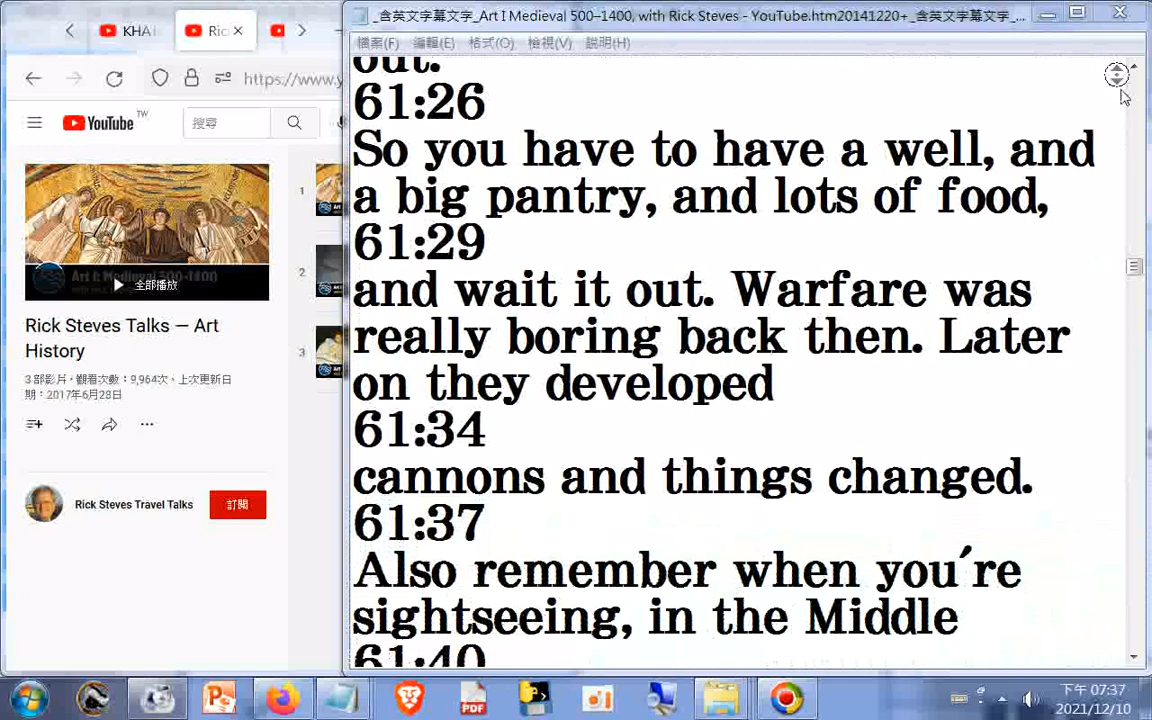 _含英文字幕文字_Art I Medieval 500–1400, with Rick Steves - YouTube.htm20141220+_含英文字幕文字_...
檔案(F) 編輯(E) 格式(O) 檢視(V) 說明(H)
KHA
Ric
https://www.y
YouTube TW
搜尋
Art I: Medieval 500-1400
全部播放
Rick Steves Talks — Art
History
3 部影片・觀看次數：9,964次・上次更新日
期：2017年6月28日
Rick Steves Travel Talks
訂閱
1
2
3
out.
61:26
So you have to have a well, and
a big pantry, and lots of food,
61:29
and wait it out. Warfare was
really boring back then. Later
on they developed
61:34
cannons and things changed.
61:37
Also remember when you're
sightseeing, in the Middle
61:40
PDF
下午 07:37
2021/12/10